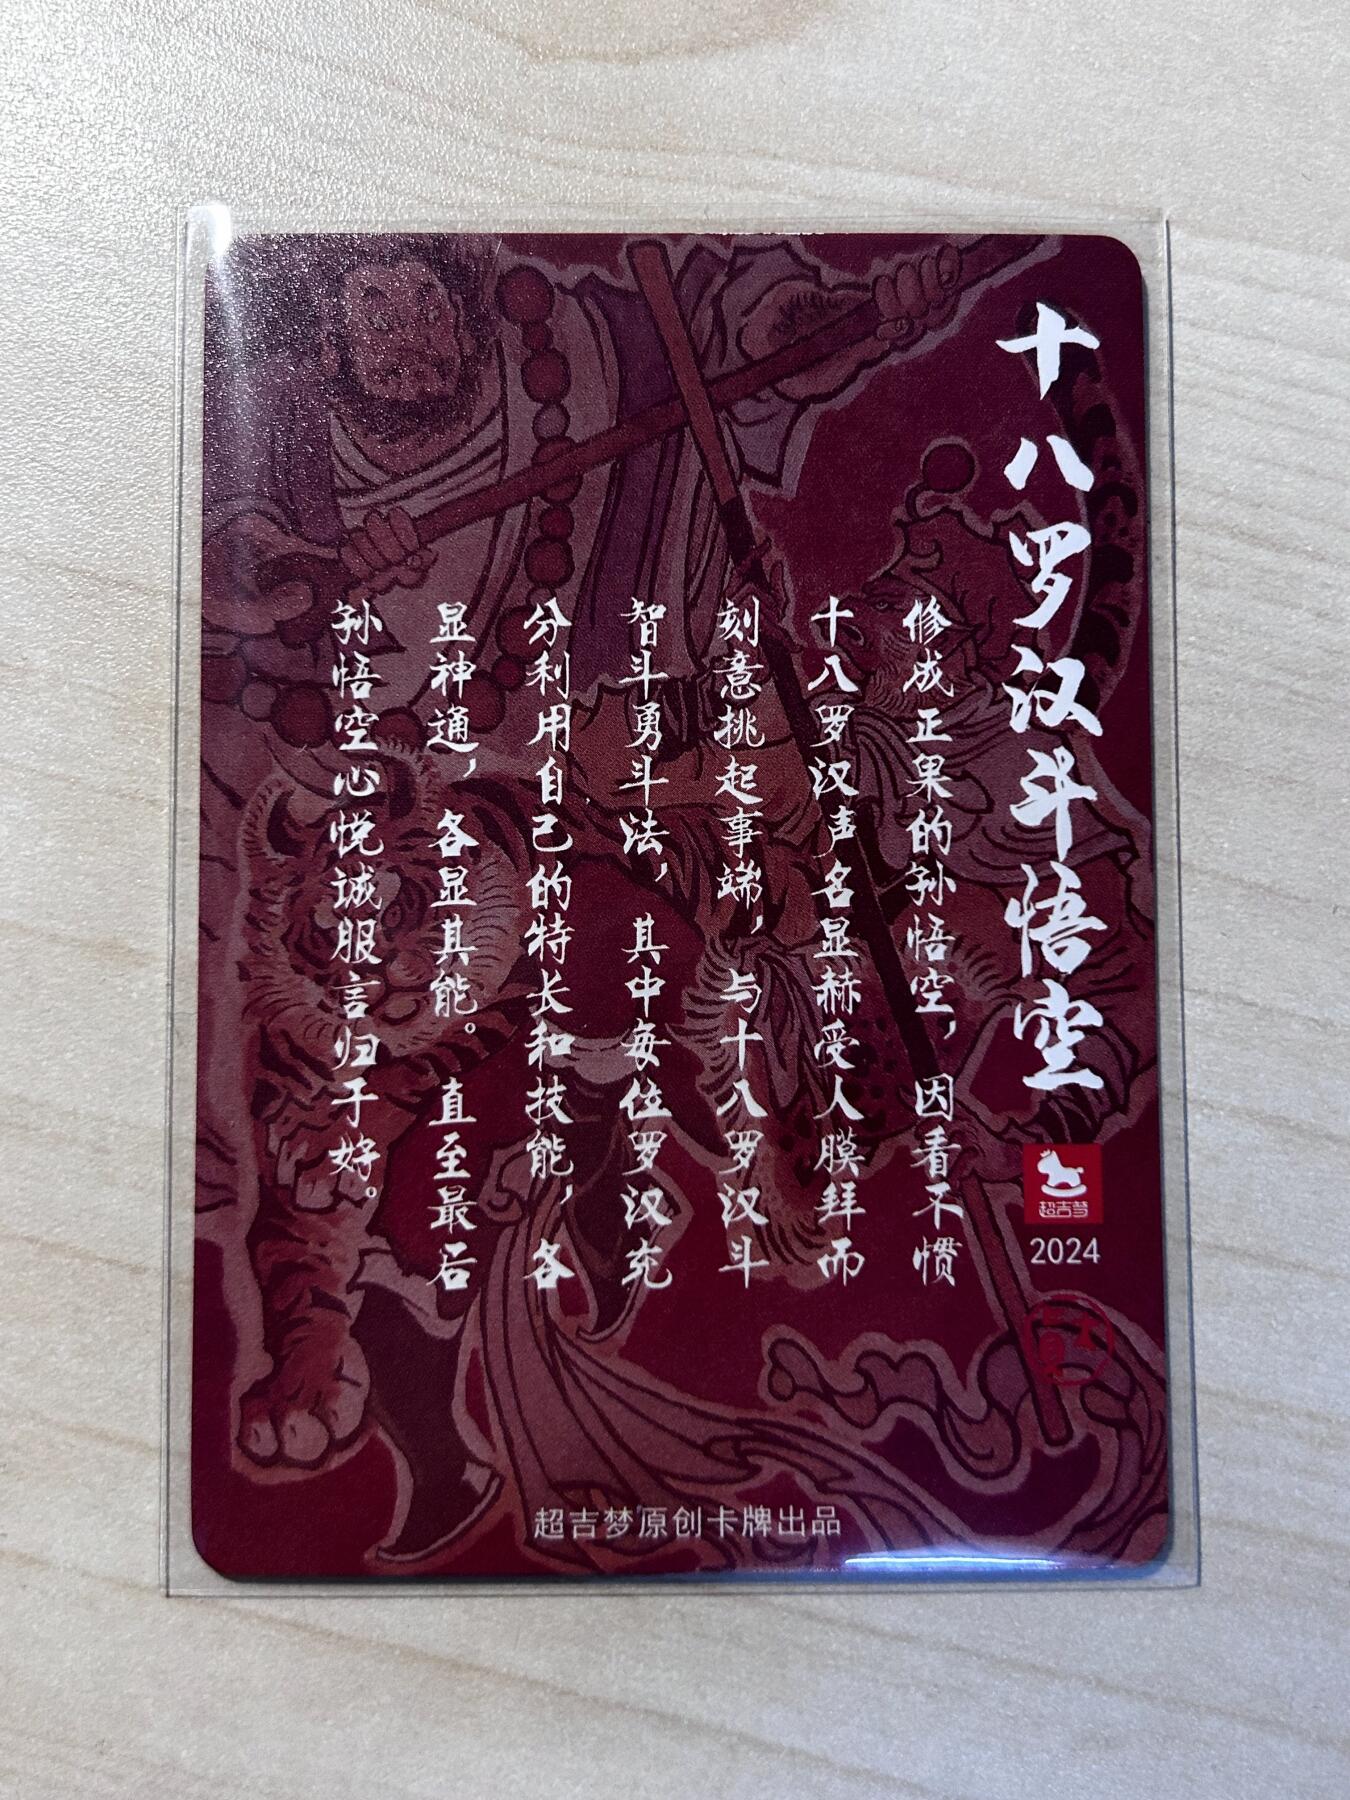 十八罗汉斗悟空
超吉梦
2024
修成正果的孙悟空，因看不惯
十八罗汉声名显赫受人膜拜而
刻意挑起事端，与十八罗汉斗
智斗勇斗法，其中每位罗汉充
分利用自己的特长和技能，各
显神通，各显其能。直至最后
孙悟空心悦诚服言归于好。
超吉梦原创卡牌出品